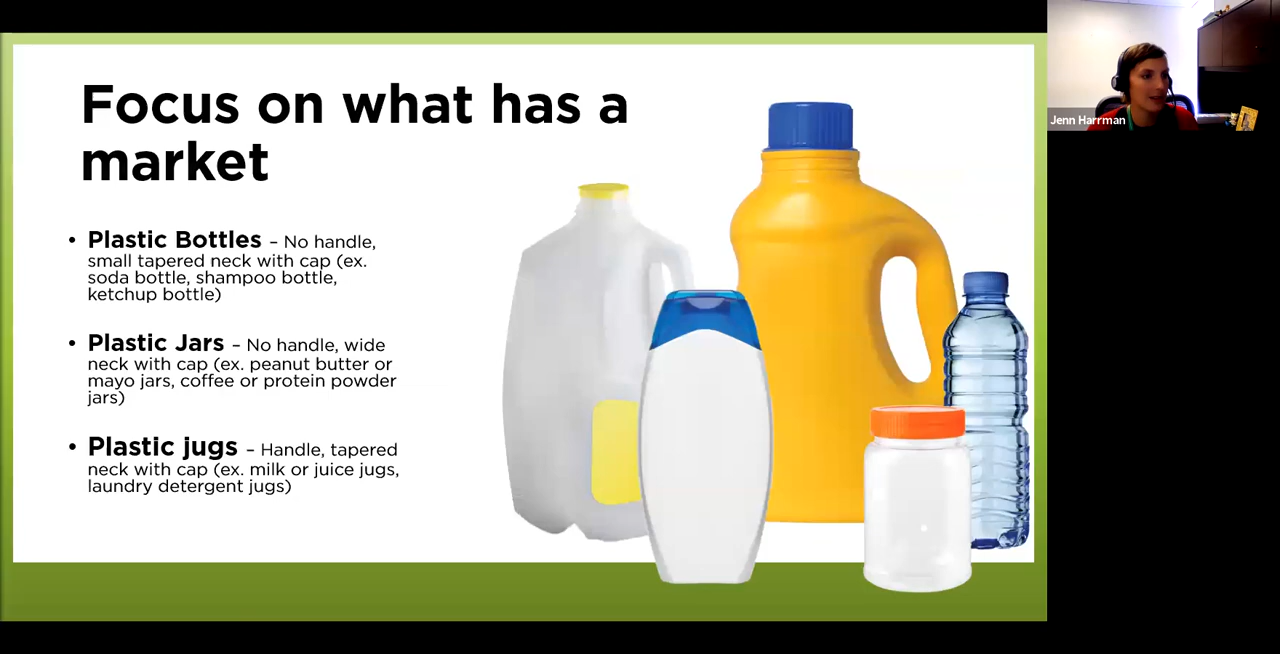 Focus on what has a
market
• Plastic Bottles – No handle,
small tapered neck with cap (ex.
soda bottle, shampoo bottle,
ketchup bottle)
• Plastic Jars – No handle, wide
neck with cap (ex. peanut butter or
mayo jars, coffee or protein powder
jars)
• Plastic jugs – Handle, tapered
neck with cap (ex. milk or juice jugs,
laundry detergent jugs)
Jenn Harrman